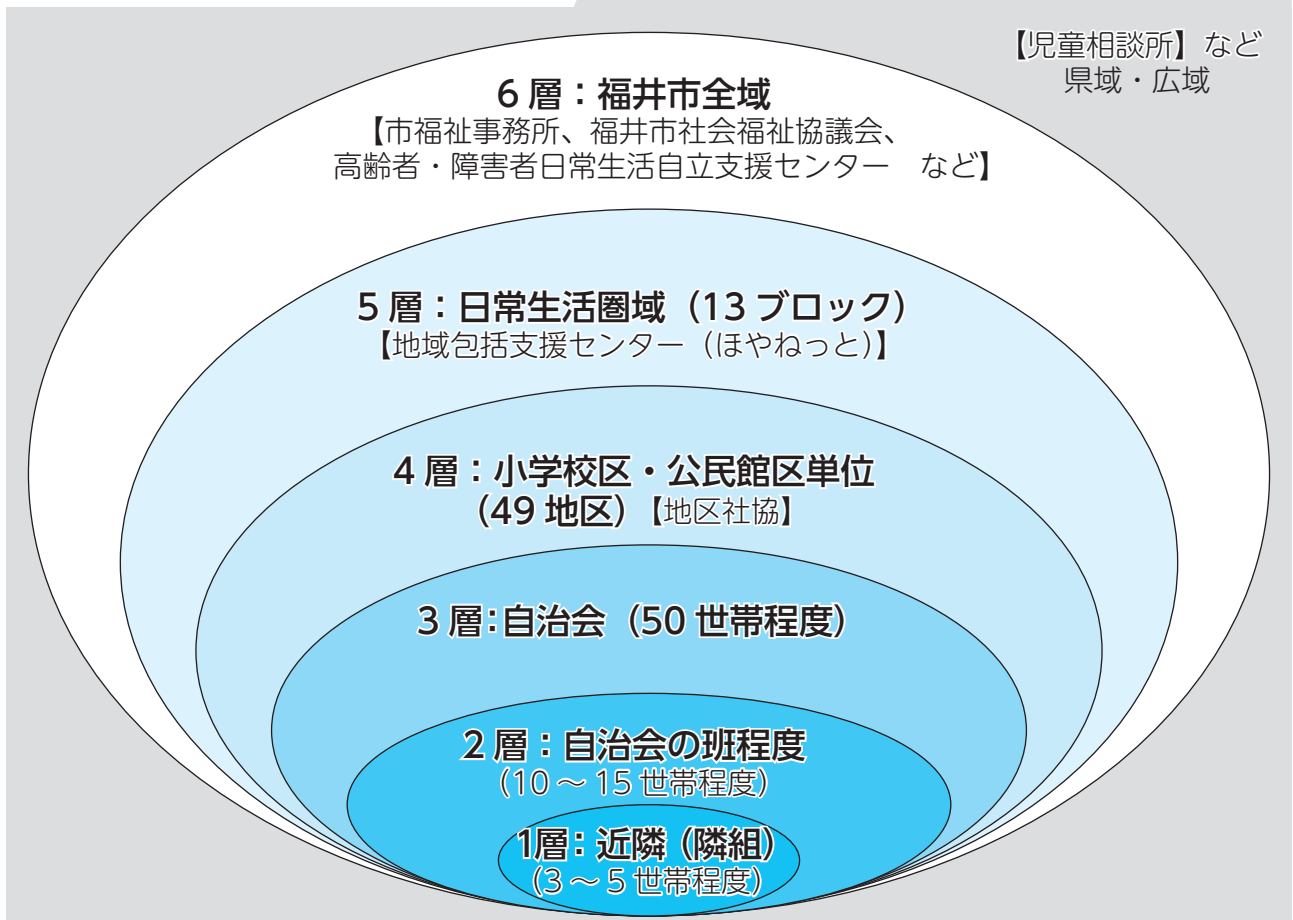 【児童相談所】など
県域・広域
6層：福井市全域
【市福祉事務所、福井市社会福祉協議会、
高齢者・障害者日常生活自立支援センター　など】
5層：日常生活圏域（13ブロック）
【地域包括支援センター（ほやねっと）】
4層：小学校区・公民館区単位
（49地区）【地区社協】
3層：自治会（50世帯程度）
2層：自治会の班程度
（10～15世帯程度）
1層：近隣（隣組）
（3～5世帯程度）